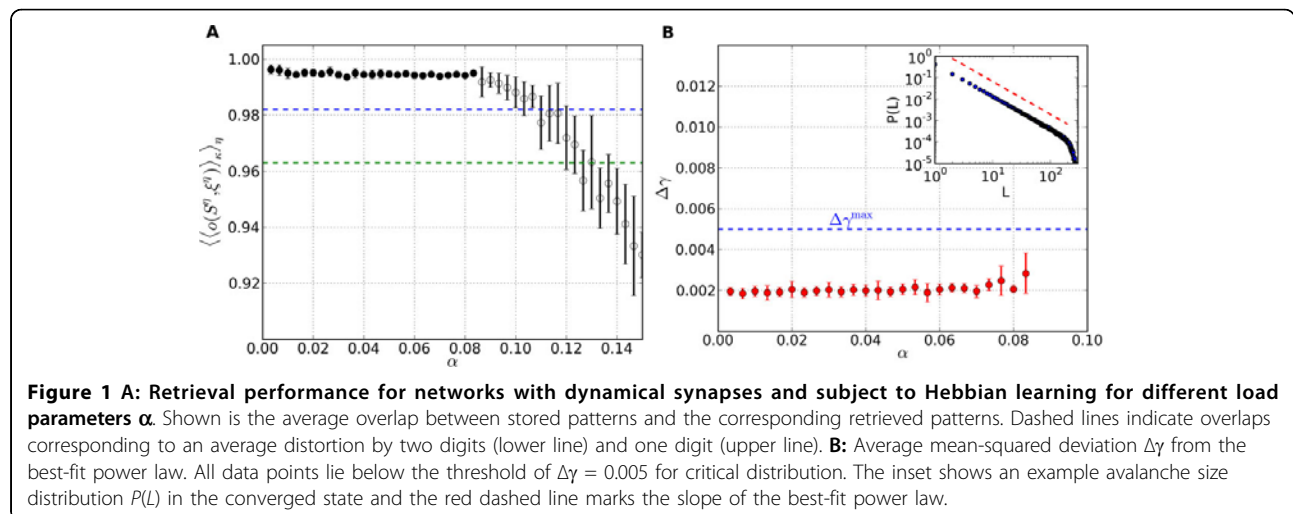 A
B
1.00
0.98
0.96
0.94
0.92
⟨⟨o(S^η, ξ^η)⟩_κ⟩_η
0.00 0.02 0.04 0.06 0.08 0.10 0.12 0.14
α
0.012
0.010
0.008
0.006
0.004
0.002
0.000
Δγ
Δγ^max
0.00 0.02 0.04 0.06 0.08 0.10
α
10^0
10^-1
10^-2
10^-3
10^-4
10^-5
P(L)
10^0 10^1 10^2
L
Figure 1 A: Retrieval performance for networks with dynamical synapses and subject to Hebbian learning for different load
parameters α. Shown is the average overlap between stored patterns and the corresponding retrieved patterns. Dashed lines indicate overlaps
corresponding to an average distortion by two digits (lower line) and one digit (upper line). B: Average mean-squared deviation Δγ from the
best-fit power law. All data points lie below the threshold of Δγ = 0.005 for critical distribution. The inset shows an example avalanche size
distribution P(L) in the converged state and the red dashed line marks the slope of the best-fit power law.